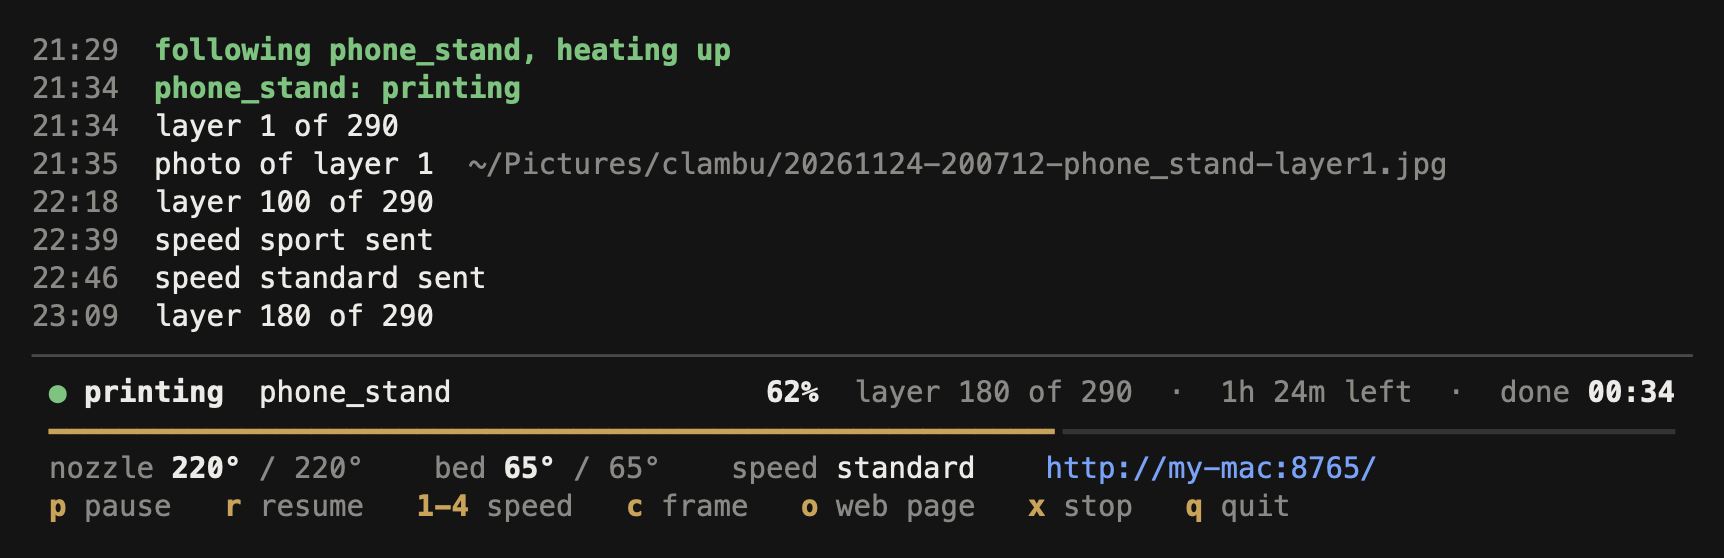 21:29 following phone_stand, heating up
21:34 phone_stand: printing
21:34 layer 1 of 290
21:35 photo of layer 1 ~/Pictures/clambu/20261124-200712-phone_stand-layer1.jpg
22:18 layer 100 of 290
22:39 speed sport sent
22:46 speed standard sent
23:09 layer 180 of 290
● printing phone_stand 62% layer 180 of 290 · 1h 24m left · done 00:34
nozzle 220° / 220° bed 65° / 65° speed standard http://my-mac:8765/
p pause r resume 1–4 speed c frame o web page x stop q quit